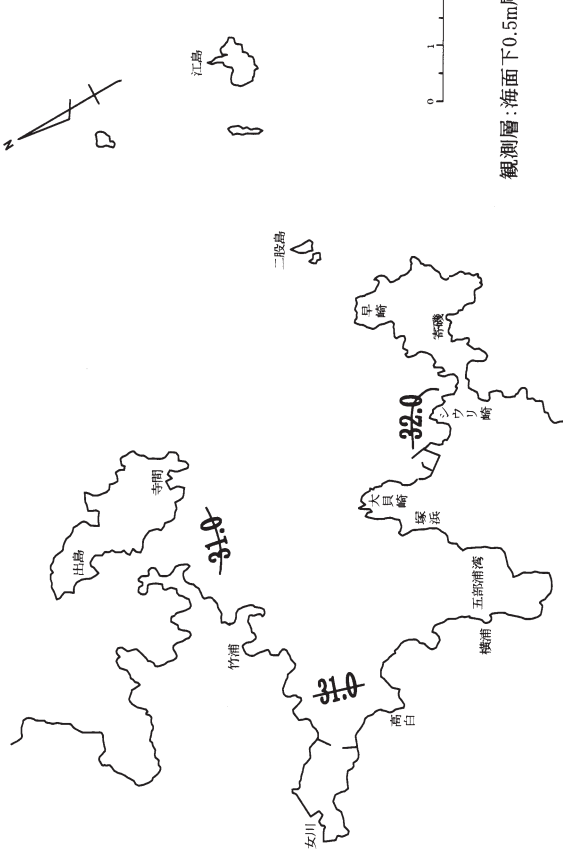 N
江島
0
1
観測層:海面下0.5m
二股島
早崎
寄磯
32.0
シウリ崎
大貝崎
塚浜
寺間
出島
31.0
竹浦
五部浦湾
横浦
31.0
高白
女川